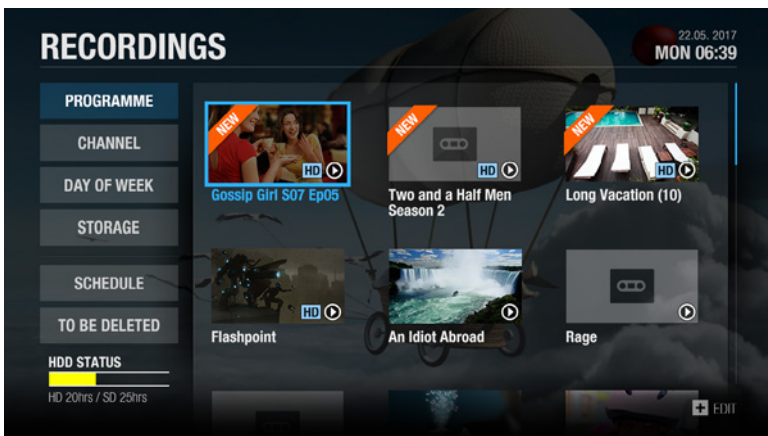 RECORDINGS
22.05. 2017
MON 06:39
PROGRAMME
CHANNEL
DAY OF WEEK
STORAGE
SCHEDULE
TO BE DELETED
HDD STATUS
HD 20hrs / SD 25hrs
NEW
HD
Gossip Girl S07 Ep05
NEW
HD
Two and a Half Men
Season 2
NEW
HD
Long Vacation (10)
HD
Flashpoint
An Idiot Abroad
Rage
+ EDIT